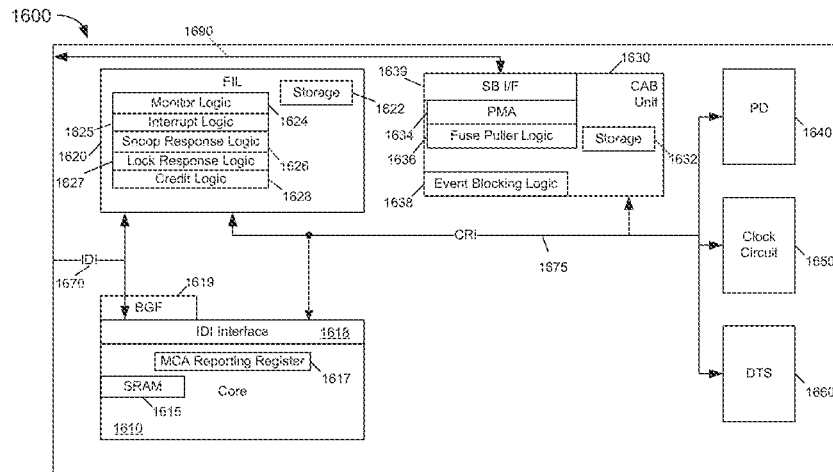 1600
1690
FIL
Monitor Logic
Interrupt Logic
Snoop Response Logic
Lock Response Logic
Credit Logic
Storage
1622
1624
1625
1620
1626
1627
1628
1639
SB I/F
PMA
Fuse Puller Logic
1630
CAB
Unit
1634
1636
Storage
1632
Event Blocking Logic
1638
PD
1640
IDI
1670
CRI
1675
Clock
Circuit
1650
1619
BGF
IDI Interface
1618
MCA Reporting Register
1617
SRAM
Core
1615
1610
DTS
1660